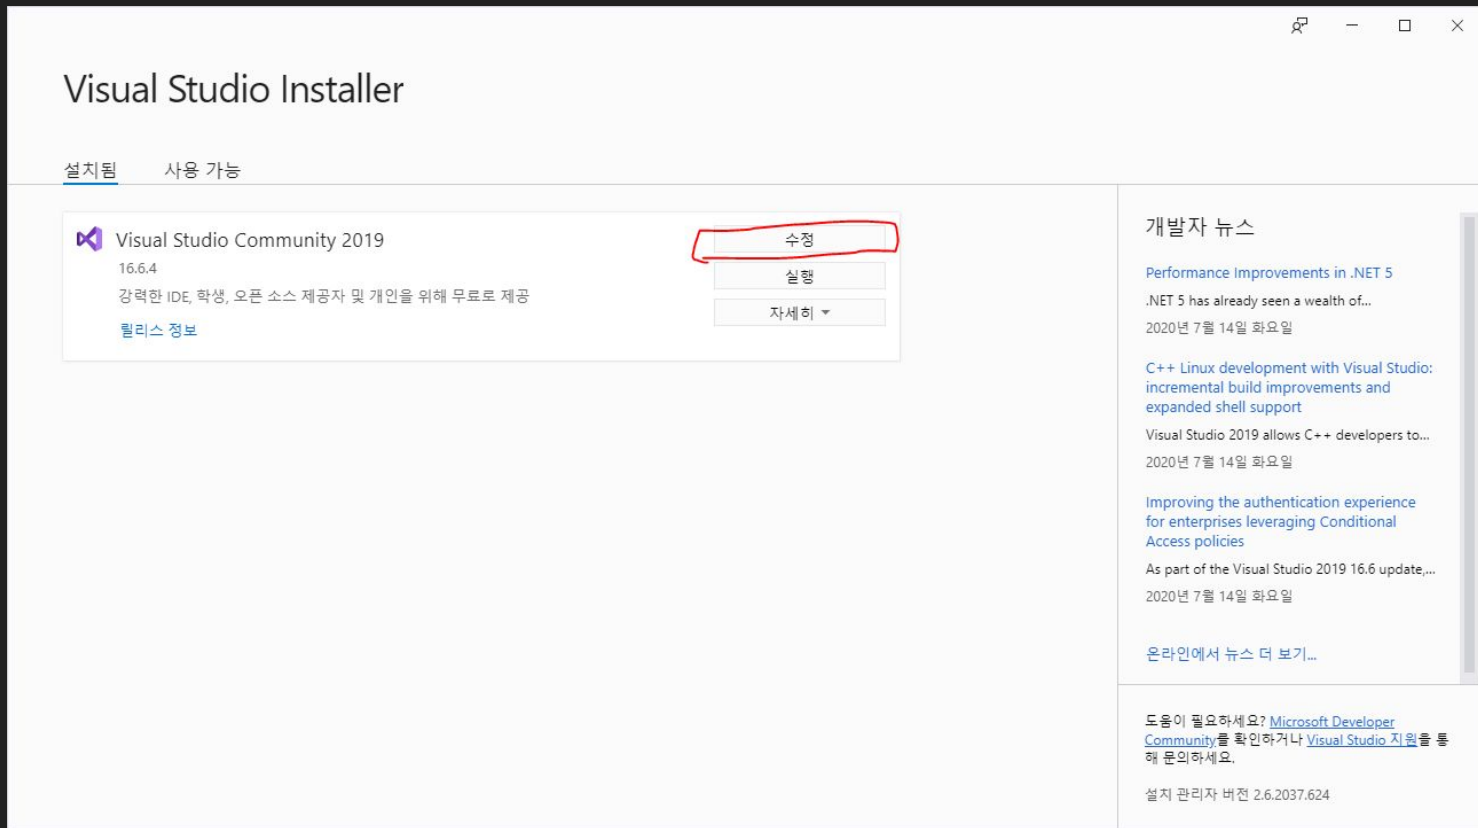 Visual Studio Installer
설치됨
사용 가능
Visual Studio Community 2019
16.6.4
강력한 IDE, 학생, 오픈 소스 제공자 및 개인을 위해 무료로 제공
릴리스 정보
수정
실행
자세히
개발자 뉴스
Performance Improvements in .NET 5
.NET 5 has already seen a wealth of...
2020년 7월 14일 화요일
C++ Linux development with Visual Studio:
incremental build improvements and
expanded shell support
Visual Studio 2019 allows C++ developers to...
2020년 7월 14일 화요일
Improving the authentication experience
for enterprises leveraging Conditional
Access policies
As part of the Visual Studio 2019 16.6 update,...
2020년 7월 14일 화요일
온라인에서 뉴스 더 보기...
도움이 필요하세요? Microsoft Developer
Community를 확인하거나 Visual Studio 지원을 통
해 문의하세요.
설치 관리자 버전 2.6.2037.624